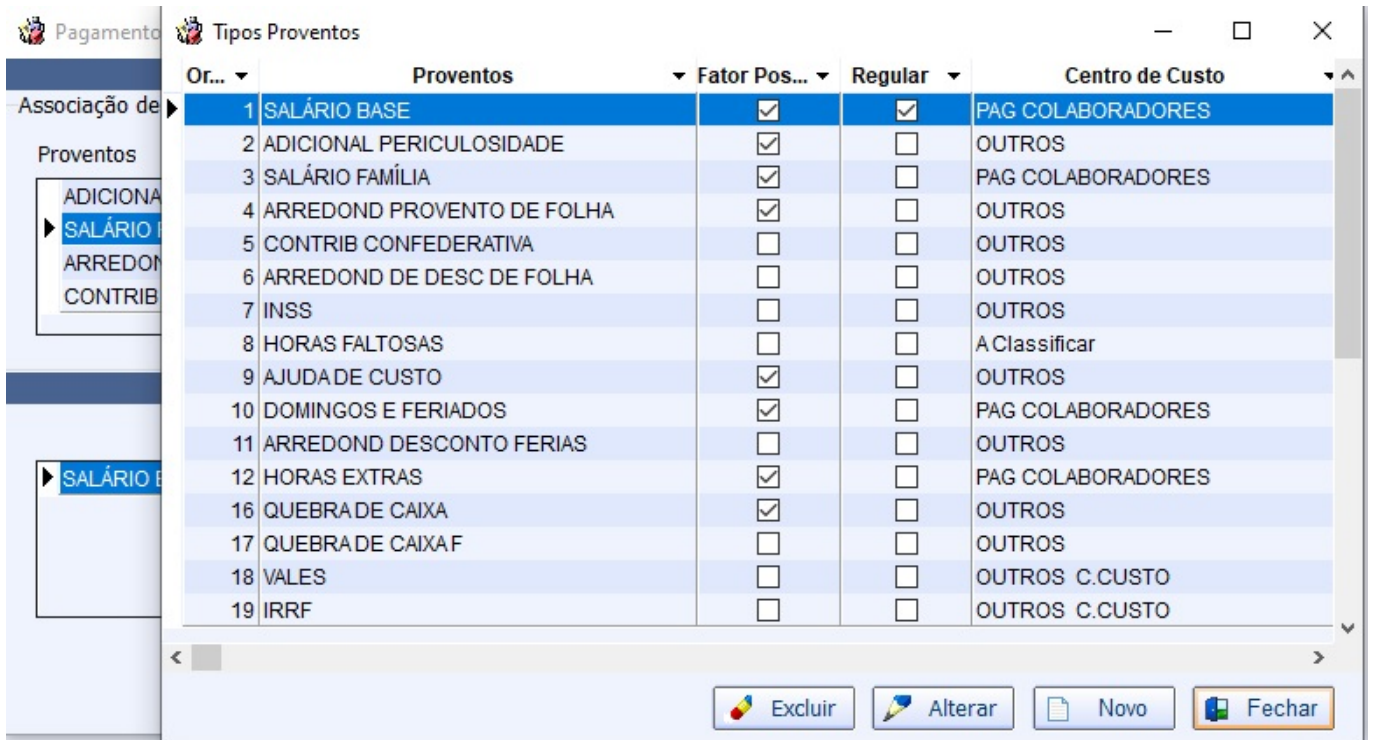 Pagamento
Tipos Proventos
Or... Proventos Fator Pos... Regular Centro de Custo
1 SALÁRIO BASE PAG COLABORADORES
2 ADICIONAL PERICULOSIDADE OUTROS
3 SALÁRIO FAMÍLIA PAG COLABORADORES
4 ARREDOND PROVENTO DE FOLHA OUTROS
5 CONTRIB CONFEDERATIVA OUTROS
6 ARREDOND DE DESC DE FOLHA OUTROS
7 INSS OUTROS
8 HORAS FALTOSAS A Classificar
9 AJUDA DE CUSTO OUTROS
10 DOMINGOS E FERIADOS PAG COLABORADORES
11 ARREDOND DESCONTO FERIAS OUTROS
12 HORAS EXTRAS PAG COLABORADORES
16 QUEBRA DE CAIXA OUTROS
17 QUEBRA DE CAIXA F OUTROS
18 VALES OUTROS C.CUSTO
19 IRRF OUTROS C.CUSTO
Excluir Alterar Novo Fechar
Associação de
Proventos
ADICIONA
SALÁRIO
ARREDON
CONTRIB
SALÁRIO